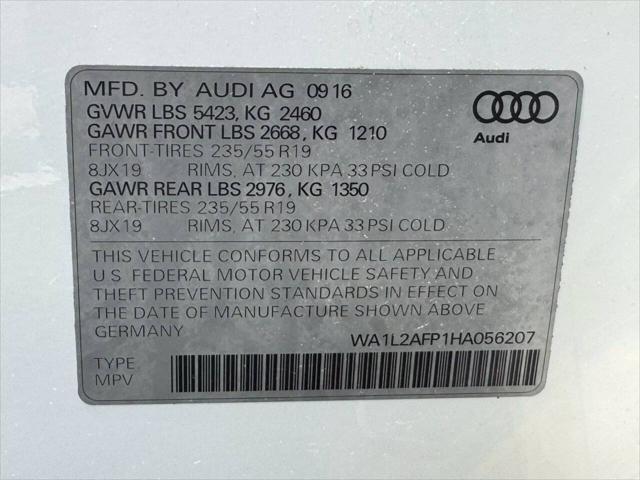 MFD. BY AUDI AG 09 16
GVWR LBS 5423, KG 2460
GAWR FRONT LBS 2668, KG 1210
FRONT-TIRES 235/55 R19
8JX19 RIMS, AT 230 KPA 33 PSI COLD
GAWR REAR LBS 2976, KG 1350
REAR-TIRES 235/55 R19
8JX19 RIMS, AT 230 KPA 33 PSI COLD
Audi
THIS VEHICLE CONFORMS TO ALL APPLICABLE
U.S. FEDERAL MOTOR VEHICLE SAFETY AND
THEFT PREVENTION STANDARDS IN EFFECT ON
THE DATE OF MANUFACTURE SHOWN ABOVE
GERMANY WA1L2AFP1HA056207
TYPE
MPV